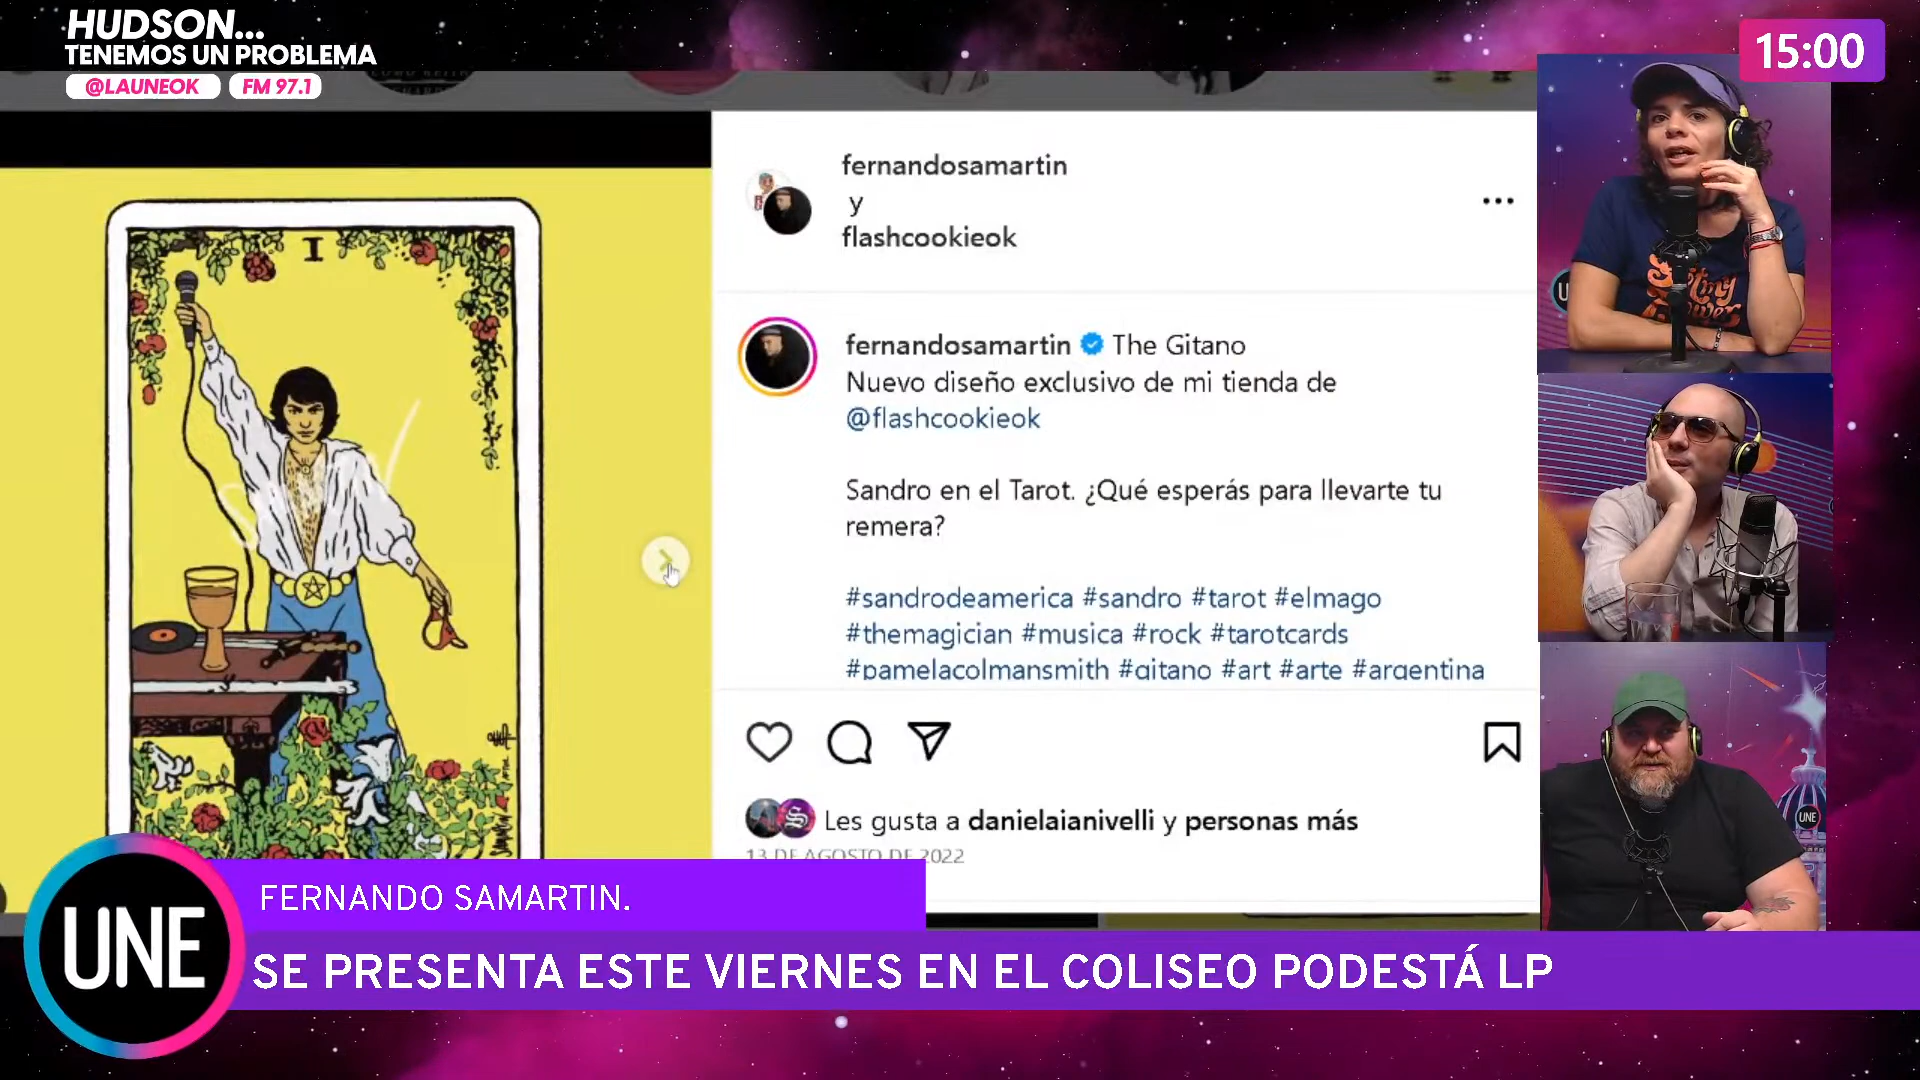 HUDSON...
TENEMOS UN PROBLEMA
@LAUNEOK FM 97.1
15:00
fernandosamartin
y
flashcookieok
I
fernandosamartin The Gitano
Nuevo diseño exclusivo de mi tienda de
@flashcookieok
Sandro en el Tarot. ¿Qué esperás para llevarte tu
remera?
#sandrodeamerica #sandro #tarot #elmago
#themagician #musica #rock #tarotcards
#pamelacolmansmith #gitano #art #arte #argentina
Les gusta a danielaianivelli y personas más
13 DE AGOSTO DE 2022
UNE
FERNANDO SAMARTIN.
SE PRESENTA ESTE VIERNES EN EL COLISEO PODESTÁ LP
UNE